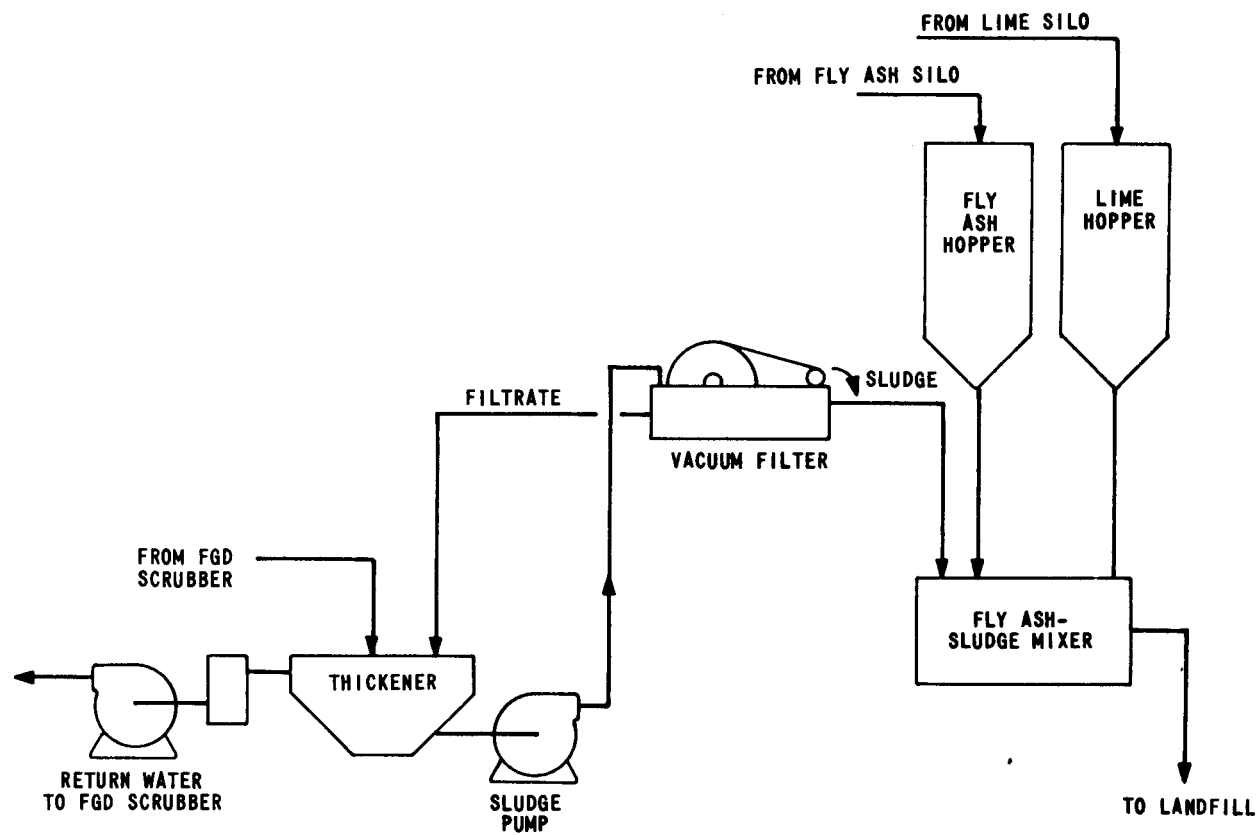 FROM LIME SILO
FROM FLY ASH SILO
FLY
ASH
HOPPER
LIME
HOPPER
SLUDGE
FILTRATE
VACUUM FILTER
FROM FGD
SCRUBBER
FLY ASH-
SLUDGE MIXER
THICKENER
RETURN WATER
TO FGD SCRUBBER
SLUDGE
PUMP
TO LANDFILL